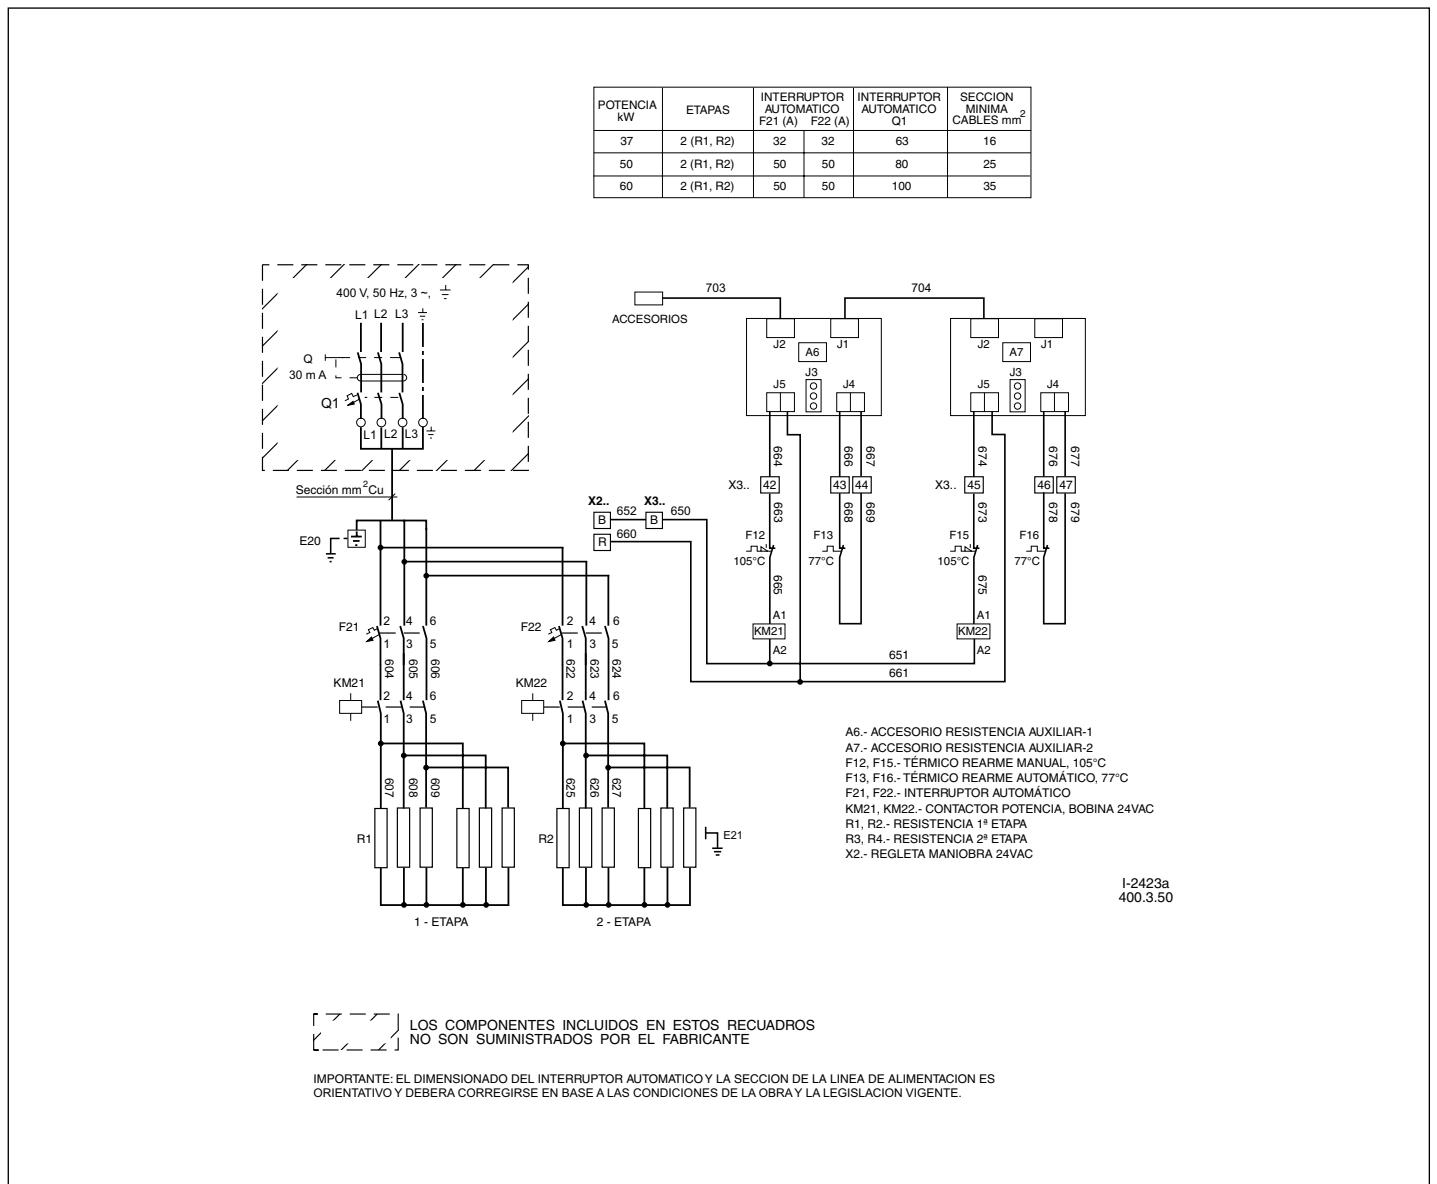 POTENCIA kW ETAPAS INTERRUPTOR AUTOMATICO F21 (A) F22 (A) INTERRUPTOR AUTOMATICO Q1 SECCION MINIMA CABLES mm2
37 2 (R1, R2) 32 32 63 16
50 2 (R1, R2) 50 50 80 25
60 2 (R1, R2) 50 50 100 35
400 V, 50 Hz, 3 ~,
L1 L2 L3
Q
30 m A
Q1
L1 L2 L3
Sección mm2Cu
E20
703 704
ACCESORIOS
J2 J1 J2 J1
A6 A7
J3 J3
J5 J4 J5 J4
664 666 667 674 676 677
X3.. 42 43 44 X3.. 45 46 47
663 668 669 673 678 679
X2.. 652 X3.. 650
B B
R 660
F12 F13 F15 F16
105°C 77°C 105°C 77°C
665 675
A1 A1
KM21 KM22
A2 A2
651
661
F21 2 4 6 F22 2 4 6
1 3 5 1 3 5
604 605 606 622 623 624
KM21 2 4 6 KM22 2 4 6
1 3 5 1 3 5
607 608 609 625 626 627
R1 R2 E21
1 - ETAPA 2 - ETAPA
A6.- ACCESORIO RESISTENCIA AUXILIAR-1
A7.- ACCESORIO RESISTENCIA AUXILIAR-2
F12, F15.- TÉRMICO REARME MANUAL, 105°C
F13, F16.- TÉRMICO REARME AUTOMÁTICO, 77°C
F21, F22.- INTERRUPTOR AUTOMÁTICO
KM21, KM22.- CONTACTOR POTENCIA, BOBINA 24VAC
R1, R2.- RESISTENCIA 1ª ETAPA
R3, R4.- RESISTENCIA 2ª ETAPA
X2.- REGLETA MANIOBRA 24VAC
I-2423a
400.3.50
LOS COMPONENTES INCLUIDOS EN ESTOS RECUADROS
NO SON SUMINISTRADOS POR EL FABRICANTE
IMPORTANTE: EL DIMENSIONADO DEL INTERRUPTOR AUTOMATICO Y LA SECCION DE LA LINEA DE ALIMENTACION ES
ORIENTATIVO Y DEBERA CORREGIRSE EN BASE A LAS CONDICIONES DE LA OBRA Y LA LEGISLACION VIGENTE.